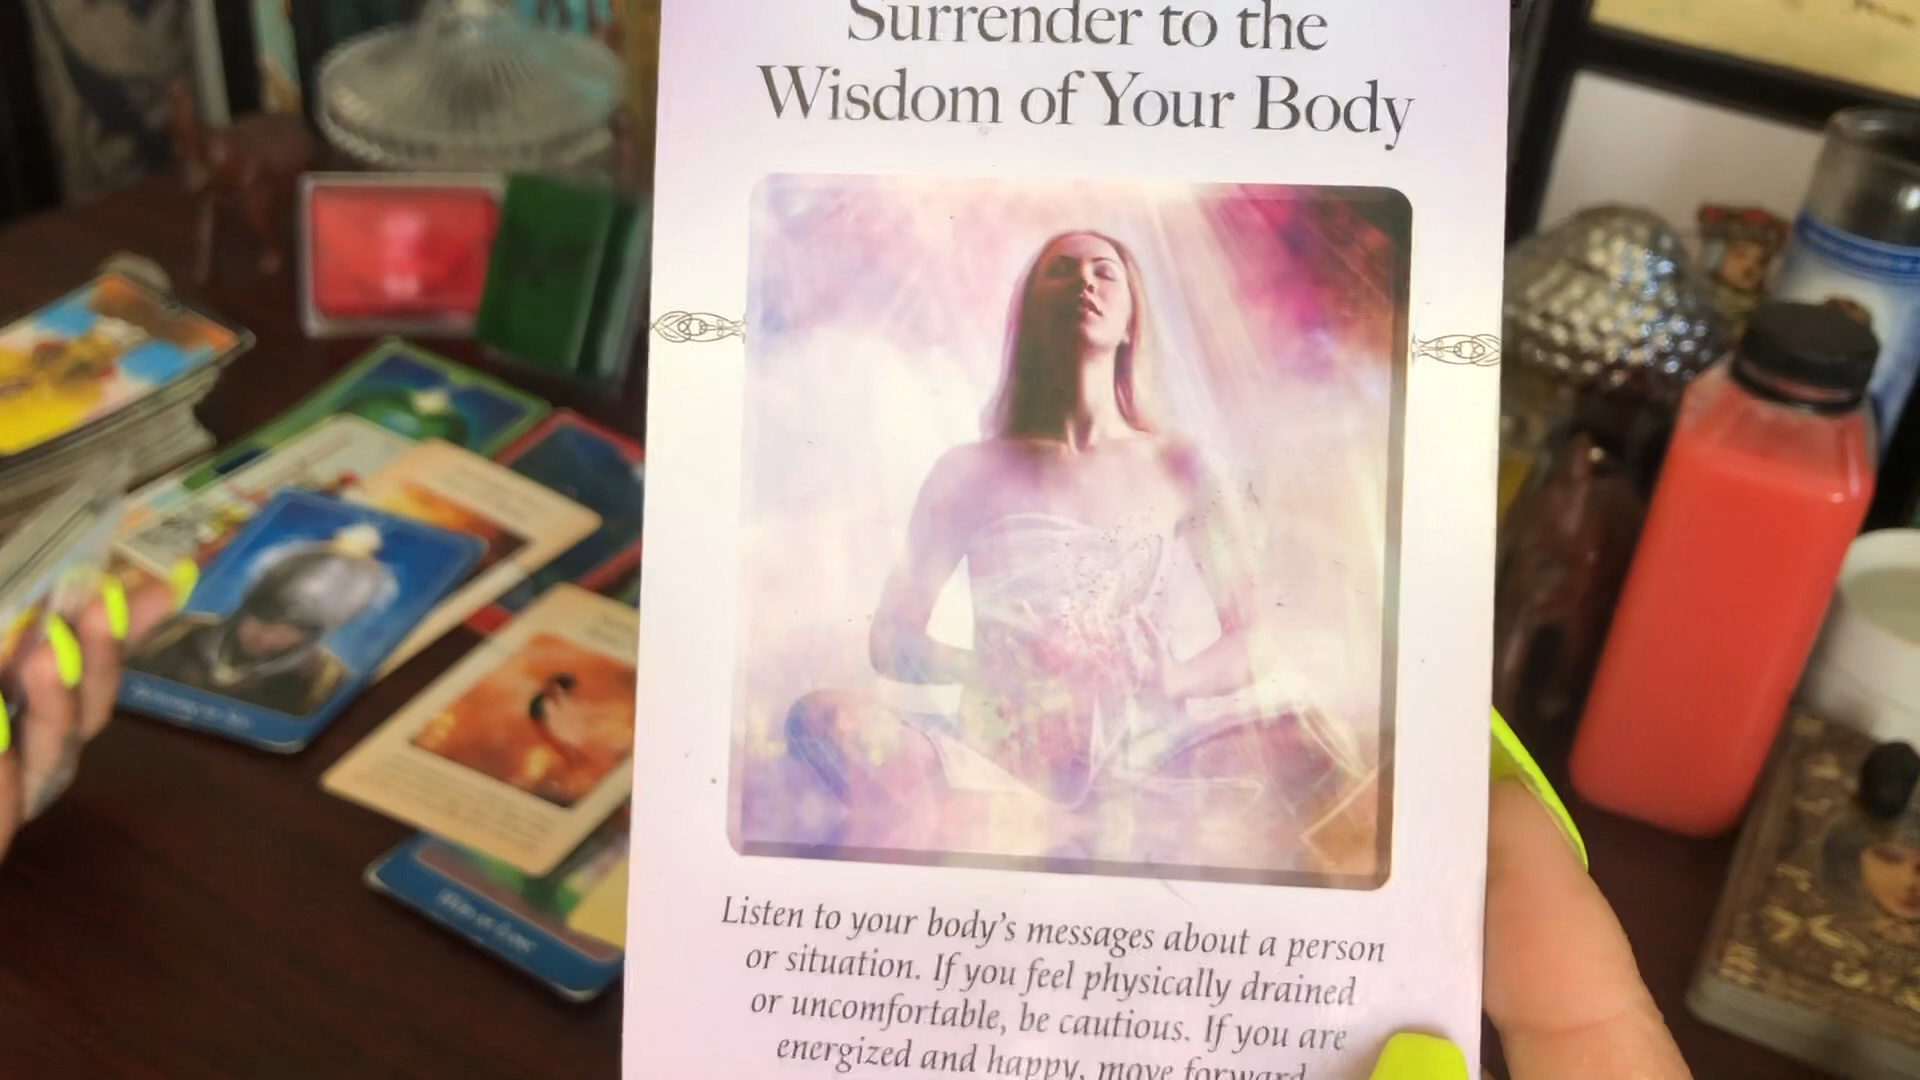 Surrender to the
Wisdom of Your Body
Listen to your body's messages about a person
or situation. If you feel physically drained
or uncomfortable, be cautious. If you are
energized and happy, move forward